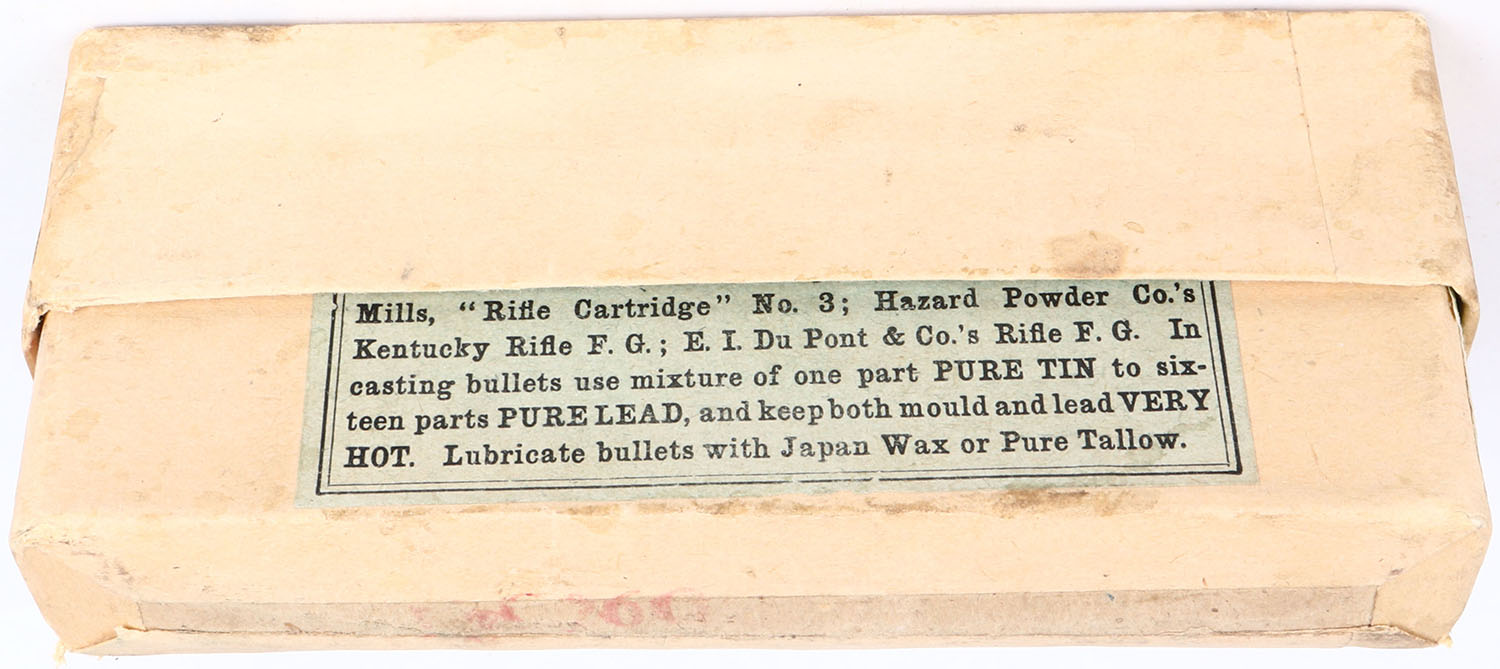 Mills, “Rifle Cartridge” No. 3; Hazard Powder Co.'s
Kentucky Rifle F. G.; E. I. Du Pont & Co.'s Rifle F. G. In
casting bullets use mixture of one part PURE TIN to six-
teen parts PURE LEAD, and keep both mould and lead VERY
HOT. Lubricate bullets with Japan Wax or Pure Tallow.